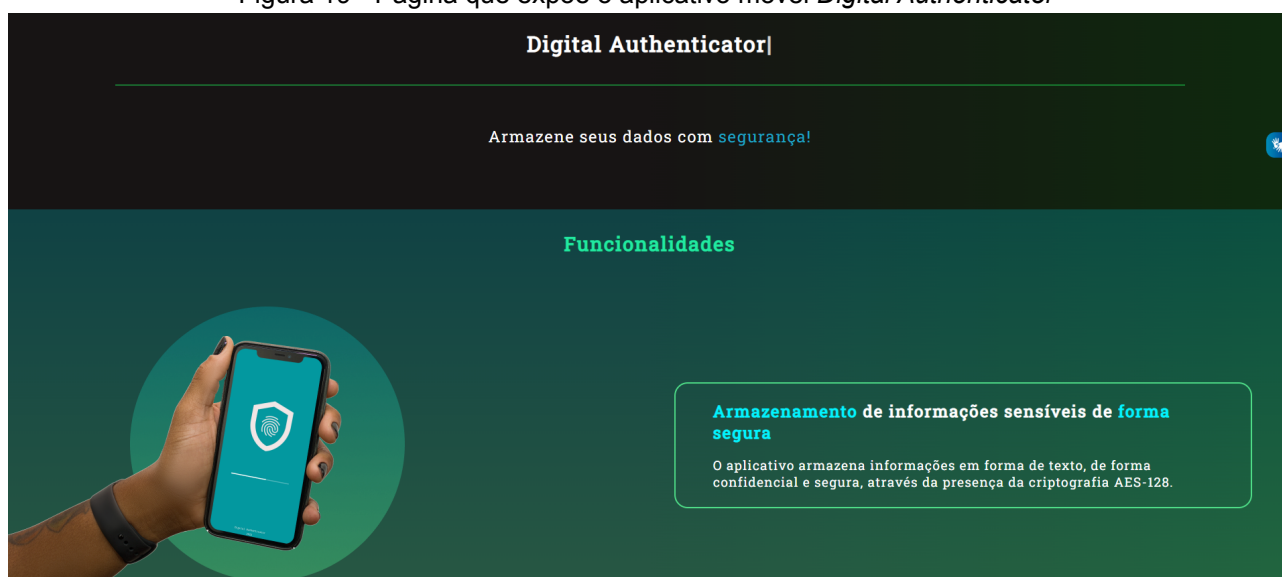 Digital Authenticator|
Armazene seus dados com segurança!
Funcionalidades
Armazenamento de informações sensíveis de forma
segura
O aplicativo armazena informações em forma de texto, de forma
confidencial e segura, através da presença da criptografia AES-128.